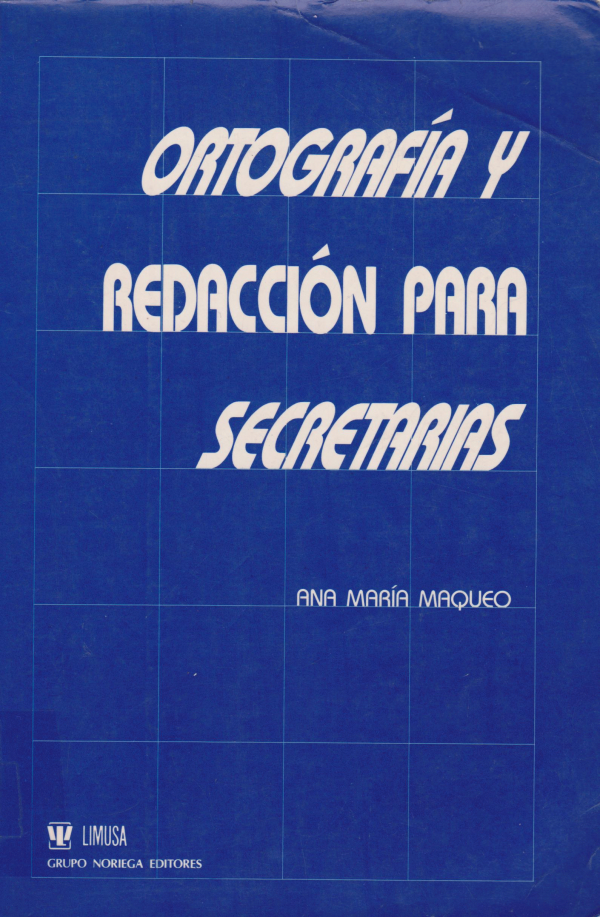 ORTOGRAFÍA Y
REDACCIÓN PARA
SECRETARIAS
ANA MARÍA MAQUEO
LIMUSA
GRUPO NORIEGA EDITORES